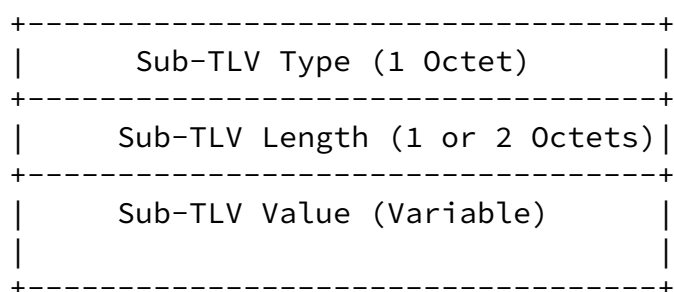 Sub-TLV Type (1 Octet)
Sub-TLV Length (1 or 2 Octets)
Sub-TLV Value (Variable)